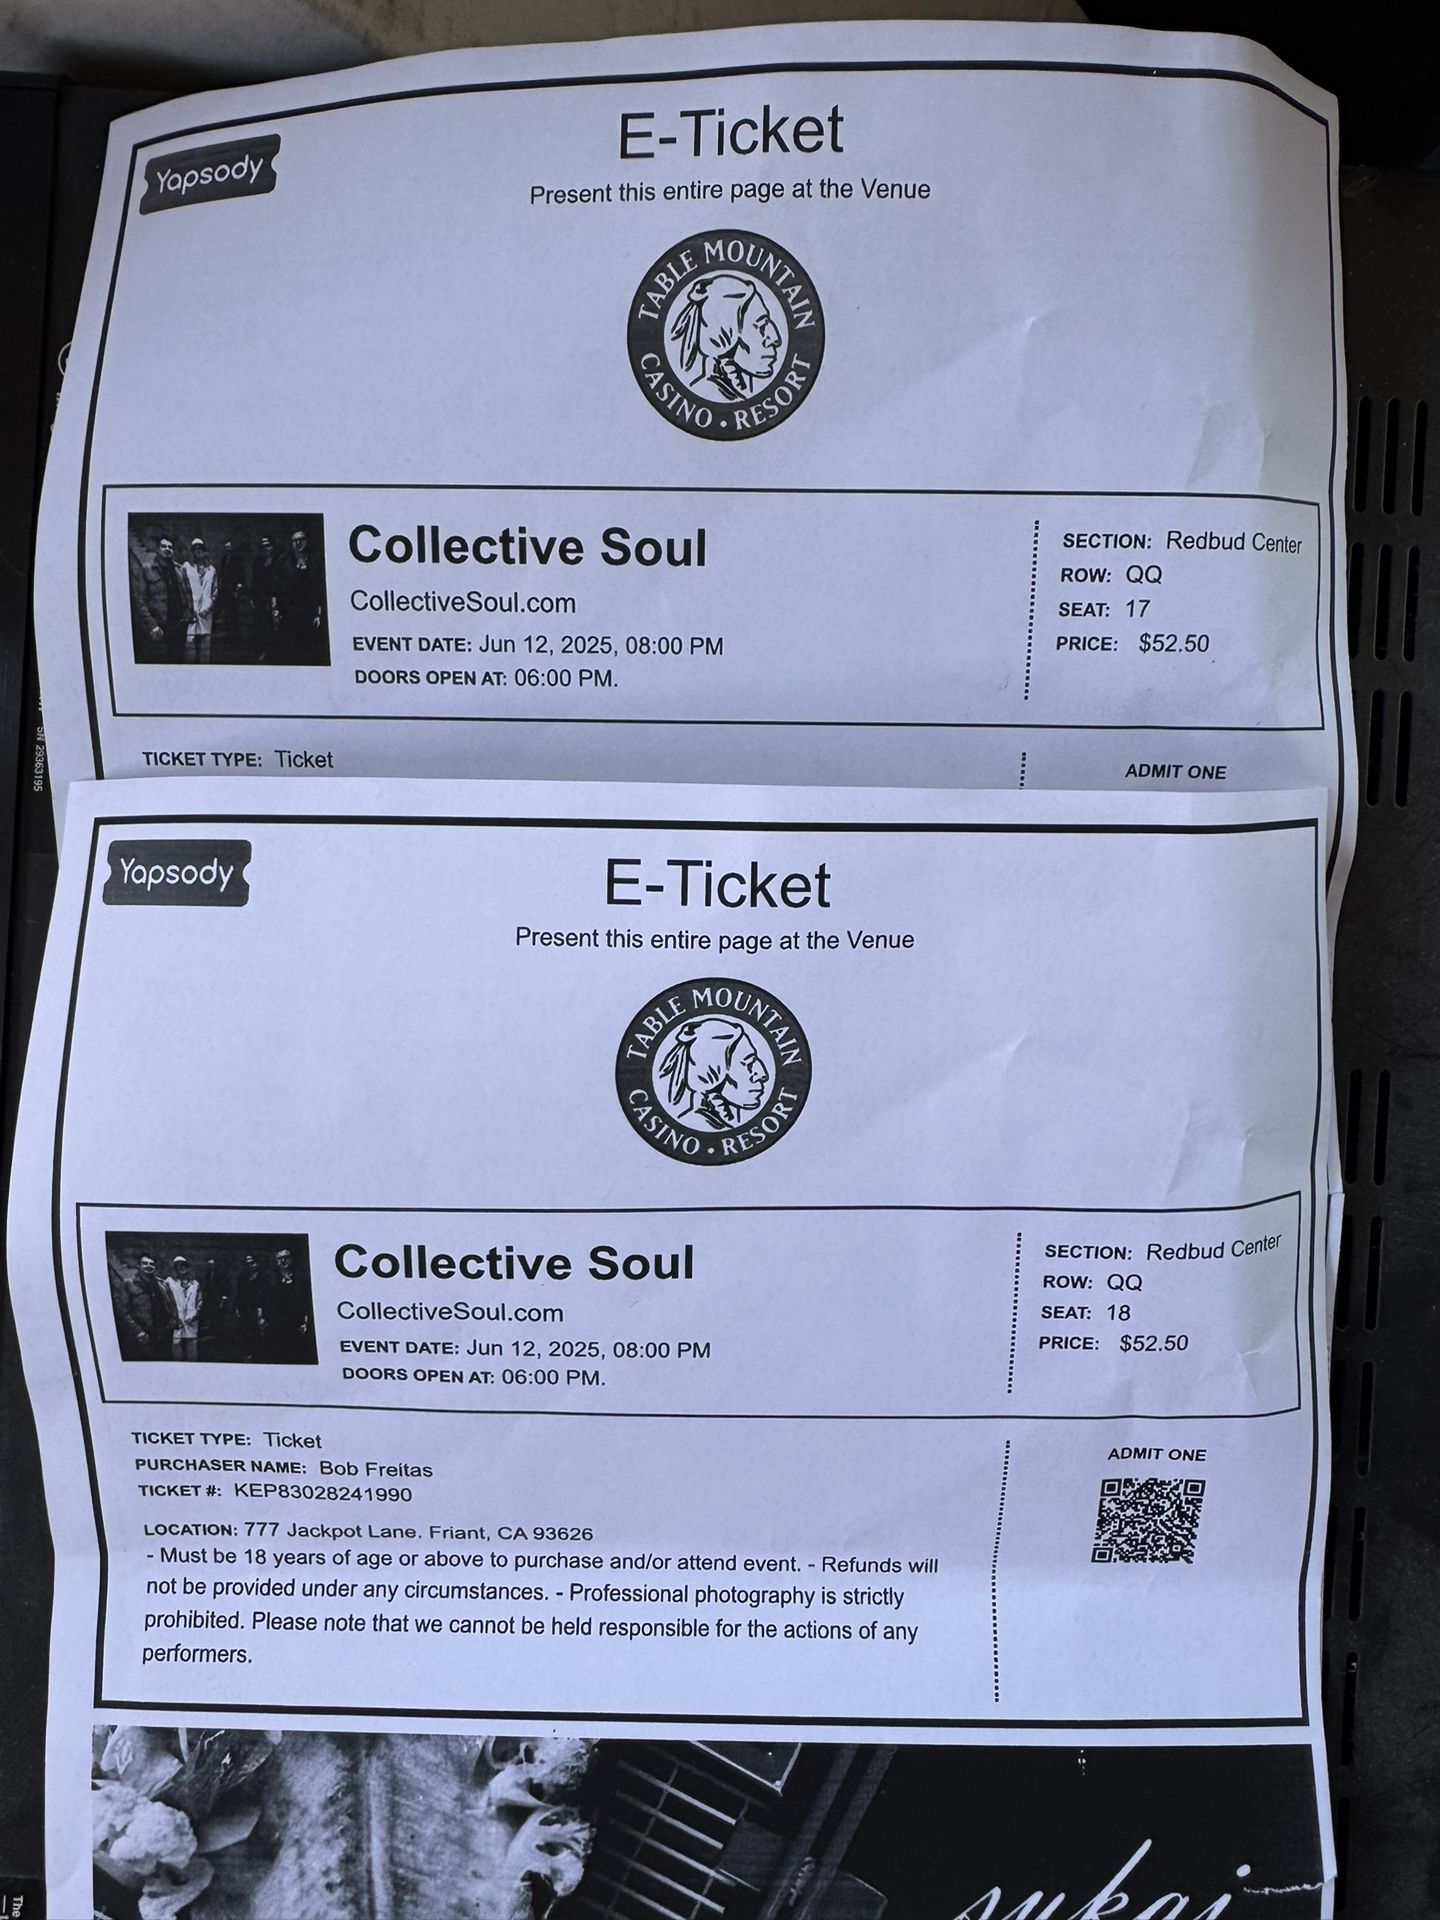 E-Ticket
Yapsody
Present this entire page at the Venue
TABLE MOUNTAIN
CASINO • RESORT
Collective Soul
CollectiveSoul.com
EVENT DATE: Jun 12, 2025, 08:00 PM
DOORS OPEN AT: 06:00 PM.
SECTION: Redbud Center
ROW: QQ
SEAT: 17
PRICE: $52.50
TICKET TYPE: Ticket
ADMIT ONE
SN 29363195
E-Ticket
Yapsody
Present this entire page at the Venue
TABLE MOUNTAIN
CASINO • RESORT
Collective Soul
CollectiveSoul.com
EVENT DATE: Jun 12, 2025, 08:00 PM
DOORS OPEN AT: 06:00 PM.
SECTION: Redbud Center
ROW: QQ
SEAT: 18
PRICE: $52.50
TICKET TYPE: Ticket
PURCHASER NAME: Bob Freitas
TICKET #: KEP83028241990
LOCATION: 777 Jackpot Lane. Friant, CA 93626
- Must be 18 years of age or above to purchase and/or attend event. - Refunds will
not be provided under any circumstances. - Professional photography is strictly
prohibited. Please note that we cannot be held responsible for the actions of any
performers.
ADMIT ONE
sukai
The